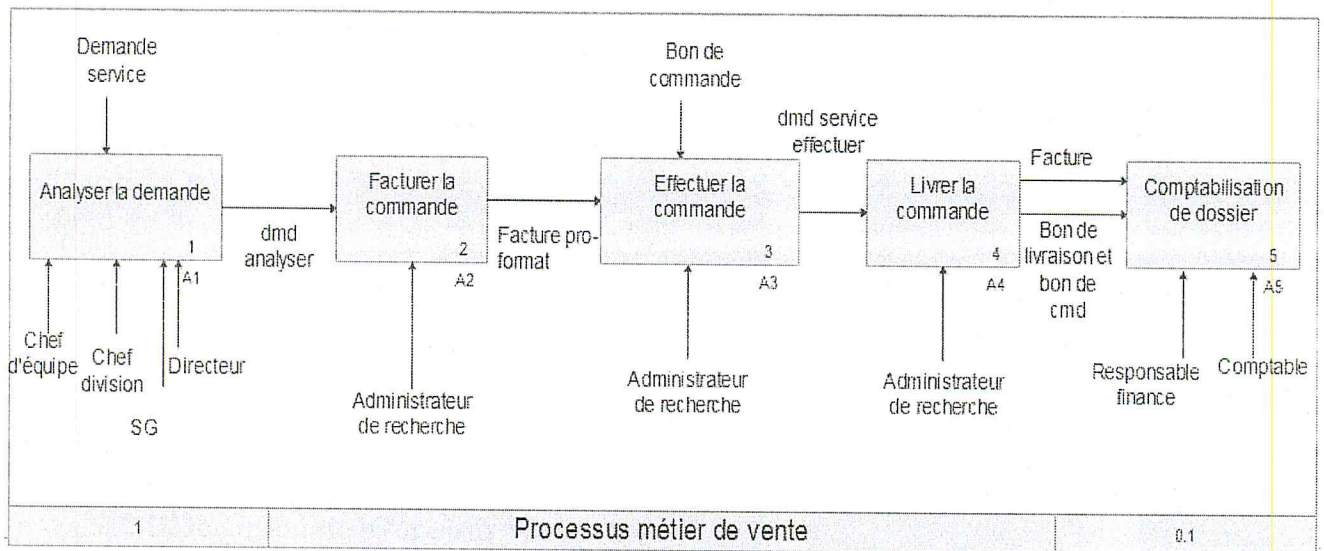 Demande
service
Bon de
commande
dmd service
effectuer
Analyser la demande
1
A1
dmd
analyser
Facturer la
commande
2
A2
Facture pro-
format
Effectuer la
commande
3
A3
Livrer la
commande
4
A4
Facture
Bon de
livraison et
bon de
cmd
Comptabilisation
de dossier
5
A5
Chef
d'équipe
Chef
division
SG
Directeur
Administrateur
de recherche
Administrateur
de recherche
Administrateur
de recherche
Responsable
finance
Comptable
1
Processus métier de vente
0.1